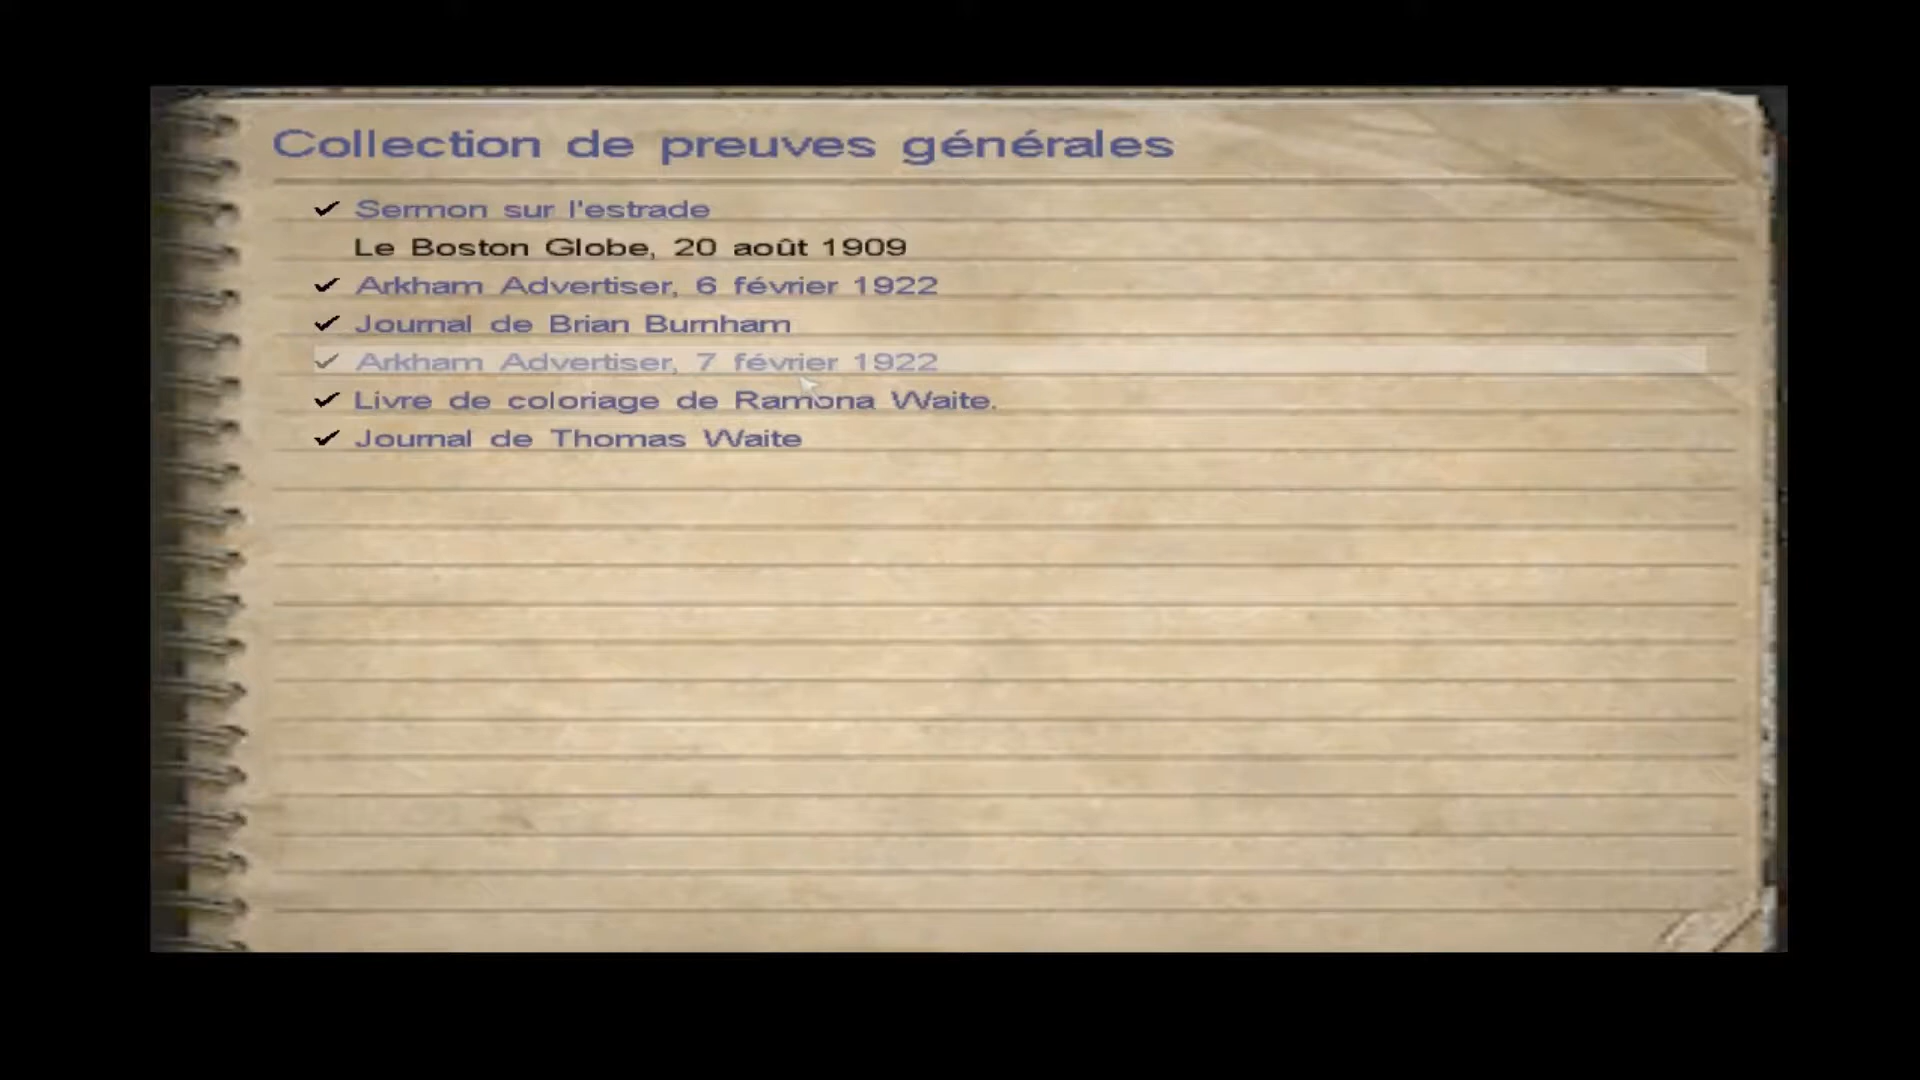 Collection de preuves générales
Sermon sur l'estrade
Le Boston Globe, 20 août 1909
Arkham Advertiser, 6 février 1922
Journal de Brian Burnham
Arkham Advertiser, 7 février 1922
Livre de coloriage de Ramona Waite.
Journal de Thomas Waite